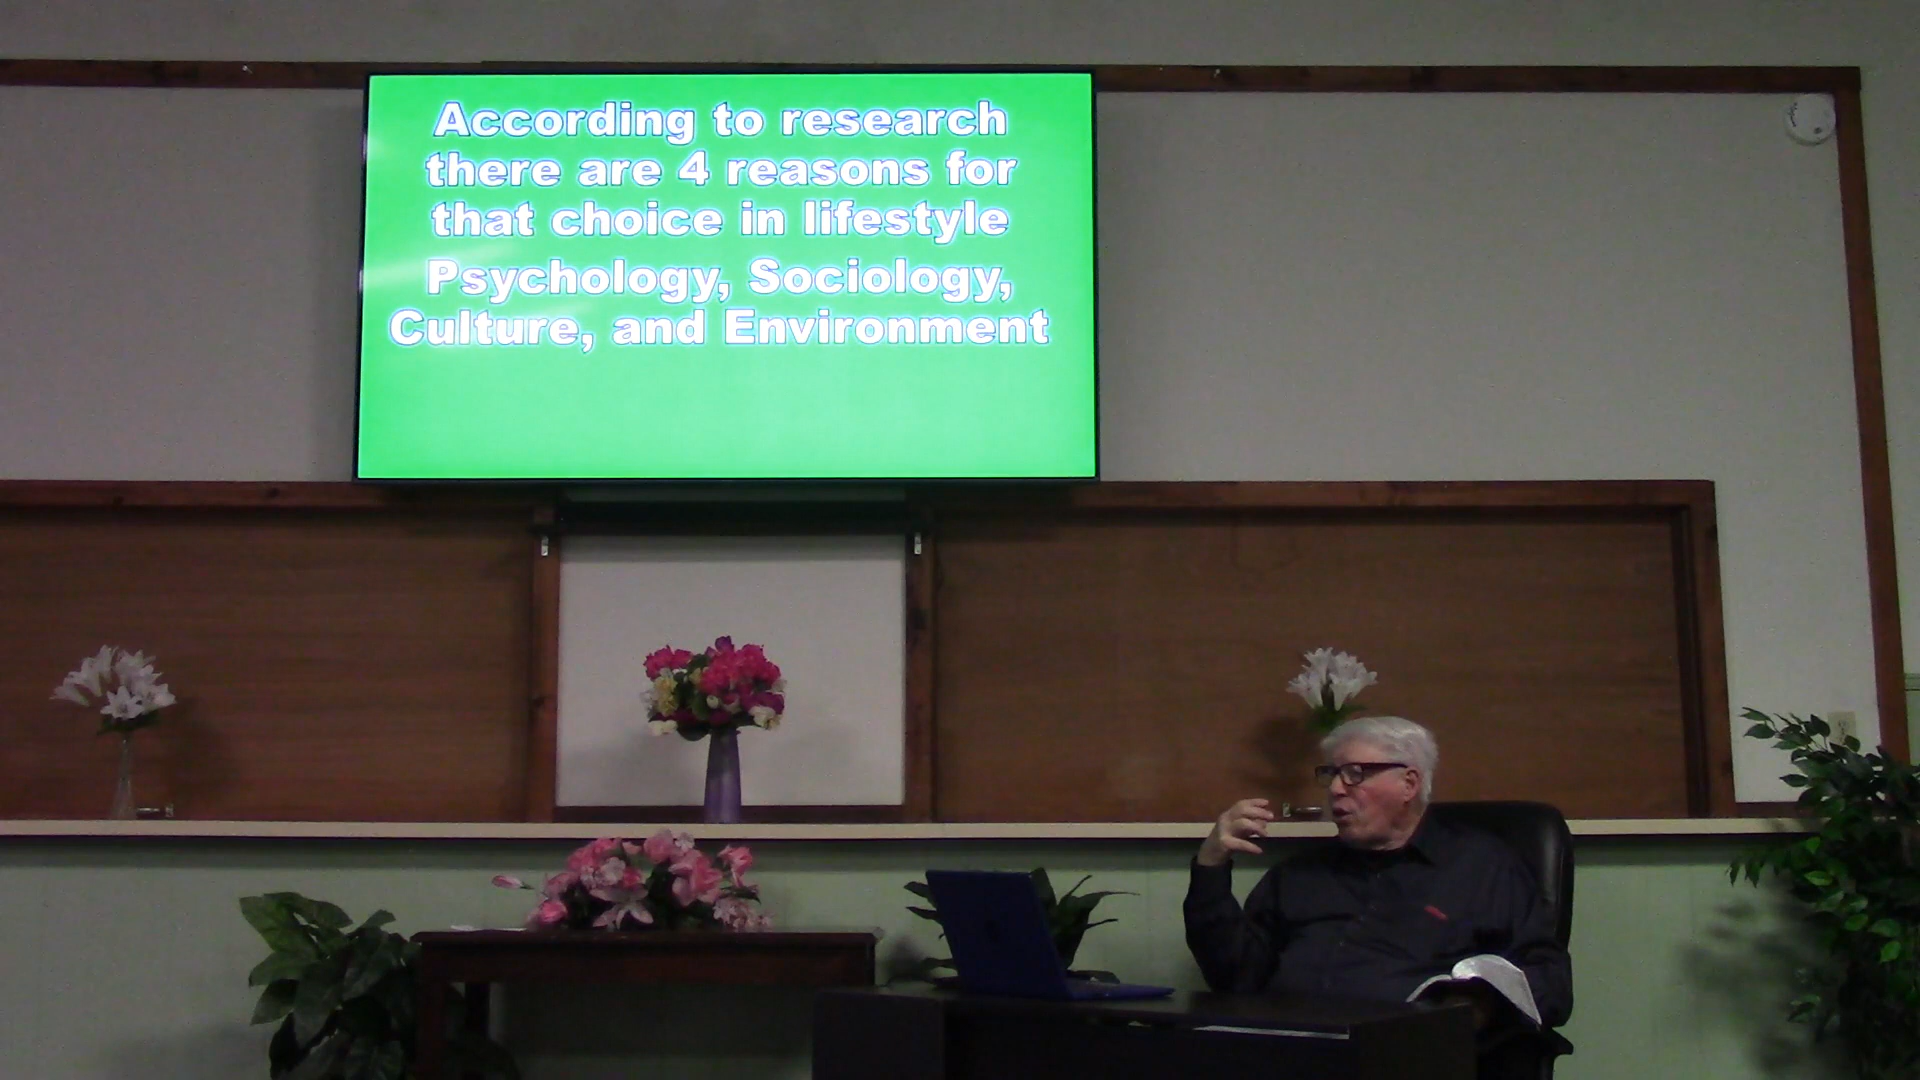 According to research
there are 4 reasons for
that choice in lifestyle
Psychology, Sociology,
Culture, and Environment